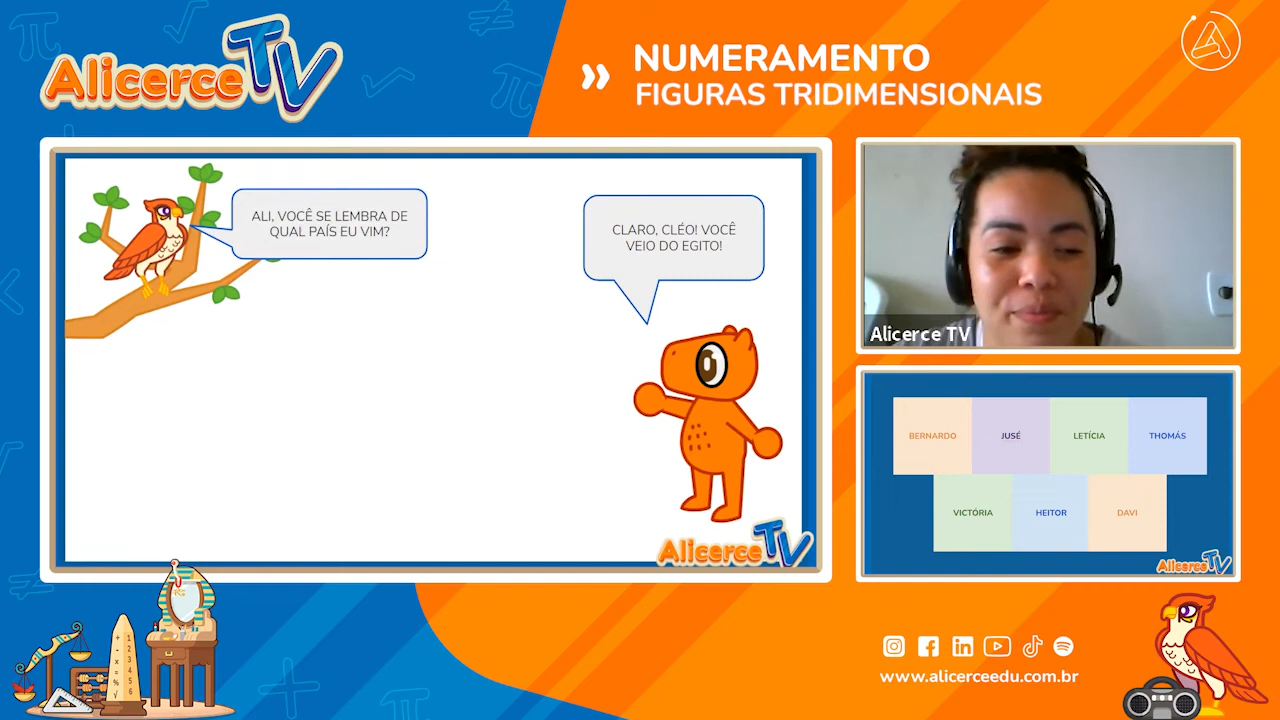 AlicerceTV
NUMERAMENTO
FIGURAS TRIDIMENSIONAIS
ALI, VOCÊ SE LEMBRA DE
QUAL PAÍS EU VIM?
CLARO, CLÉO! VOCÊ
VEIO DO EGITO!
AlicerceTV
Alicerce TV
BERNARDO
JUSÉ
LETÍCIA
THOMÁS
VICTÓRIA
HEITOR
DAVI
AlicerceTV
www.alicerceedu.com.br